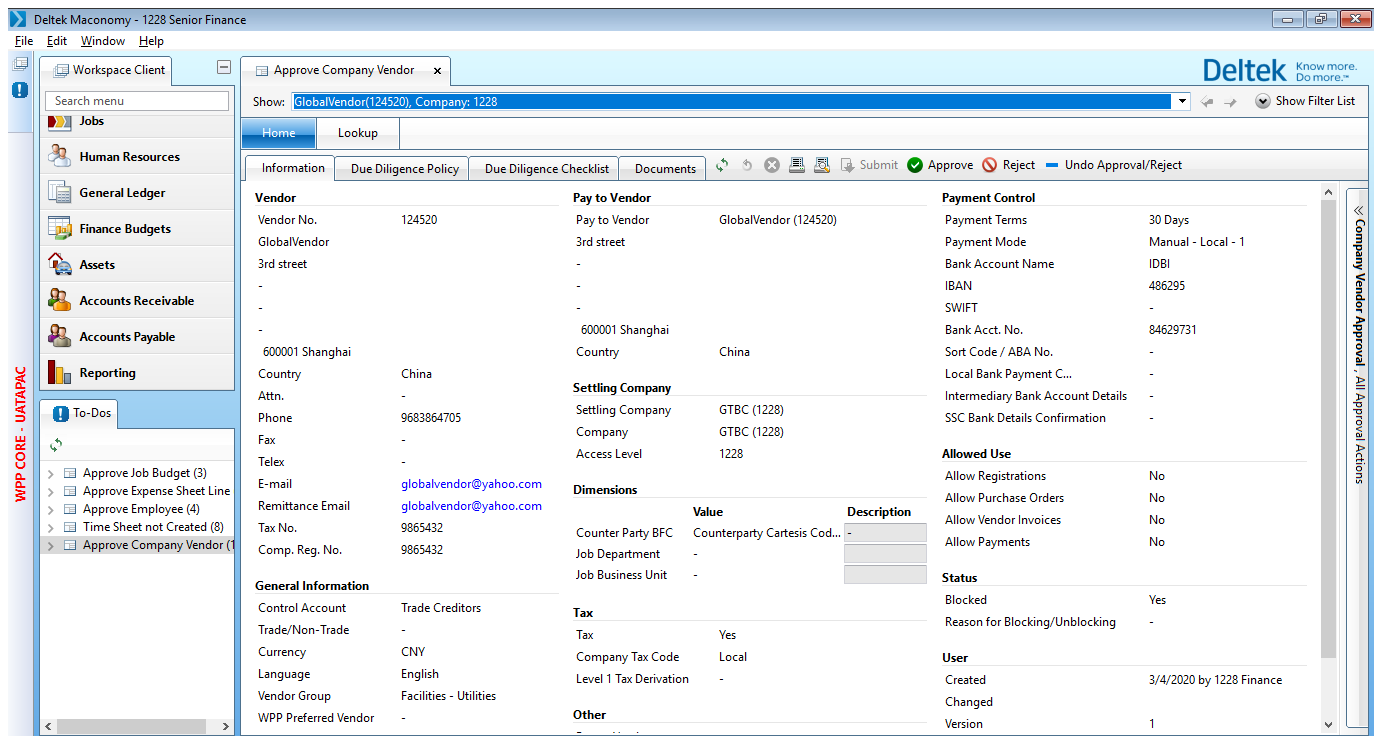 Deltek Maconomy - 1228 Senior Finance
File Edit Window Help
Workspace Client
Search menu
Jobs
Human Resources
General Ledger
Finance Budgets
Assets
Accounts Receivable
Accounts Payable
Reporting
WPP CORE - UATAPAC
To-Dos
Approve Job Budget (3)
Approve Expense Sheet Line
Approve Employee (4)
Time Sheet not Created (8)
Approve Company Vendor (1
Approve Company Vendor
Deltek Know more.
Do more.™
Show: GlobalVendor(124520), Company: 1228 Show Filter List
Home Lookup
Information Due Diligence Policy Due Diligence Checklist Documents Submit Approve Reject Undo Approval/Reject
Vendor
Vendor No. 124520
GlobalVendor
3rd street
-
-
-
600001 Shanghai
Country China
Attn. -
Phone 9683864705
Fax -
Telex -
E-mail globalvendor@yahoo.com
Remittance Email globalvendor@yahoo.com
Tax No. 9865432
Comp. Reg. No. 9865432
General Information
Control Account Trade Creditors
Trade/Non-Trade -
Currency CNY
Language English
Vendor Group Facilities - Utilities
WPP Preferred Vendor -
Pay to Vendor
Pay to Vendor GlobalVendor (124520)
3rd street
-
-
-
600001 Shanghai
Country China
Settling Company
Settling Company GTBC (1228)
Company GTBC (1228)
Access Level 1228
Dimensions
Value Description
Counter Party BFC Counterparty Cartesis Cod... -
Job Department -
Job Business Unit -
Tax
Tax Yes
Company Tax Code Local
Level 1 Tax Derivation -
Other
Payment Control
Payment Terms 30 Days
Payment Mode Manual - Local - 1
Bank Account Name IDBI
IBAN 486295
SWIFT -
Bank Acct. No. 84629731
Sort Code / ABA No. -
Local Bank Payment C... -
Intermediary Bank Account Details -
SSC Bank Details Confirmation -
Allowed Use
Allow Registrations No
Allow Purchase Orders No
Allow Vendor Invoices No
Allow Payments No
Status
Blocked Yes
Reason for Blocking/Unblocking -
User
Created 3/4/2020 by 1228 Finance
Changed
Version 1
Company Vendor Approval , All Approval Actions